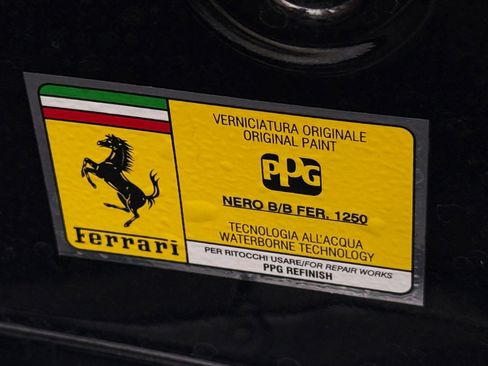 Ferrari
VERNICIATURA ORIGINALE
ORIGINAL PAINT
PPG
NERO B/B FER. 1250
TECNOLOGIA ALL'ACQUA
WATERBORNE TECHNOLOGY
PER RITOCCHI USARE/FOR REPAIR WORKS
PPG REFINISH